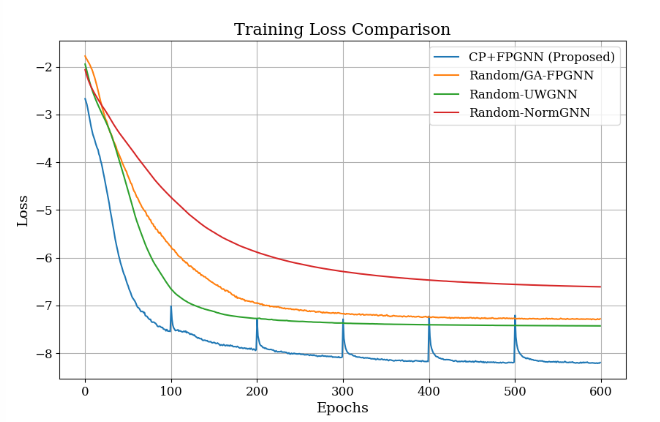 Training Loss Comparison
CP+FPGNN (Proposed)
Random/GA-FPGNN
Random-UWGNN
Random-NormGNN
Loss
−2
−3
−4
−5
−6
−7
−8
0 100 200 300 400 500 600
Epochs